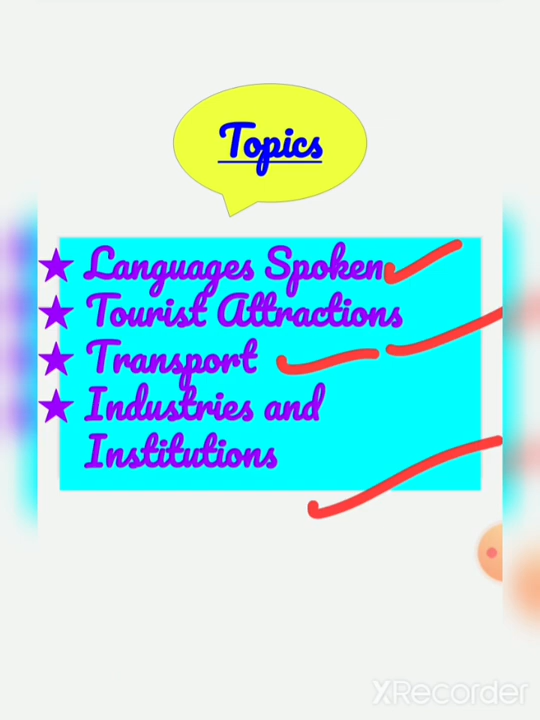 Topics
★ Languages Spoken
★ Tourist Attractions
★ Transport
★ Industries and
Institutions
XRecorder